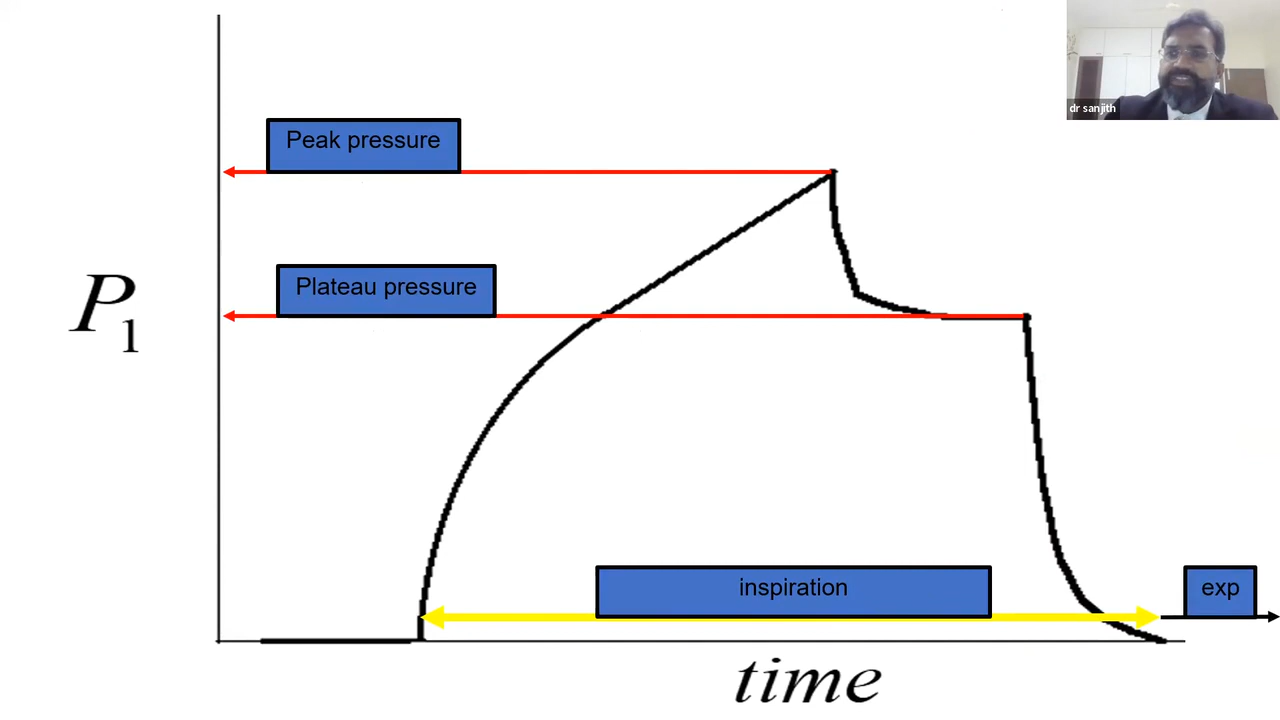 dr sanjith
Peak pressure
Plateau pressure
P1
inspiration
exp
time